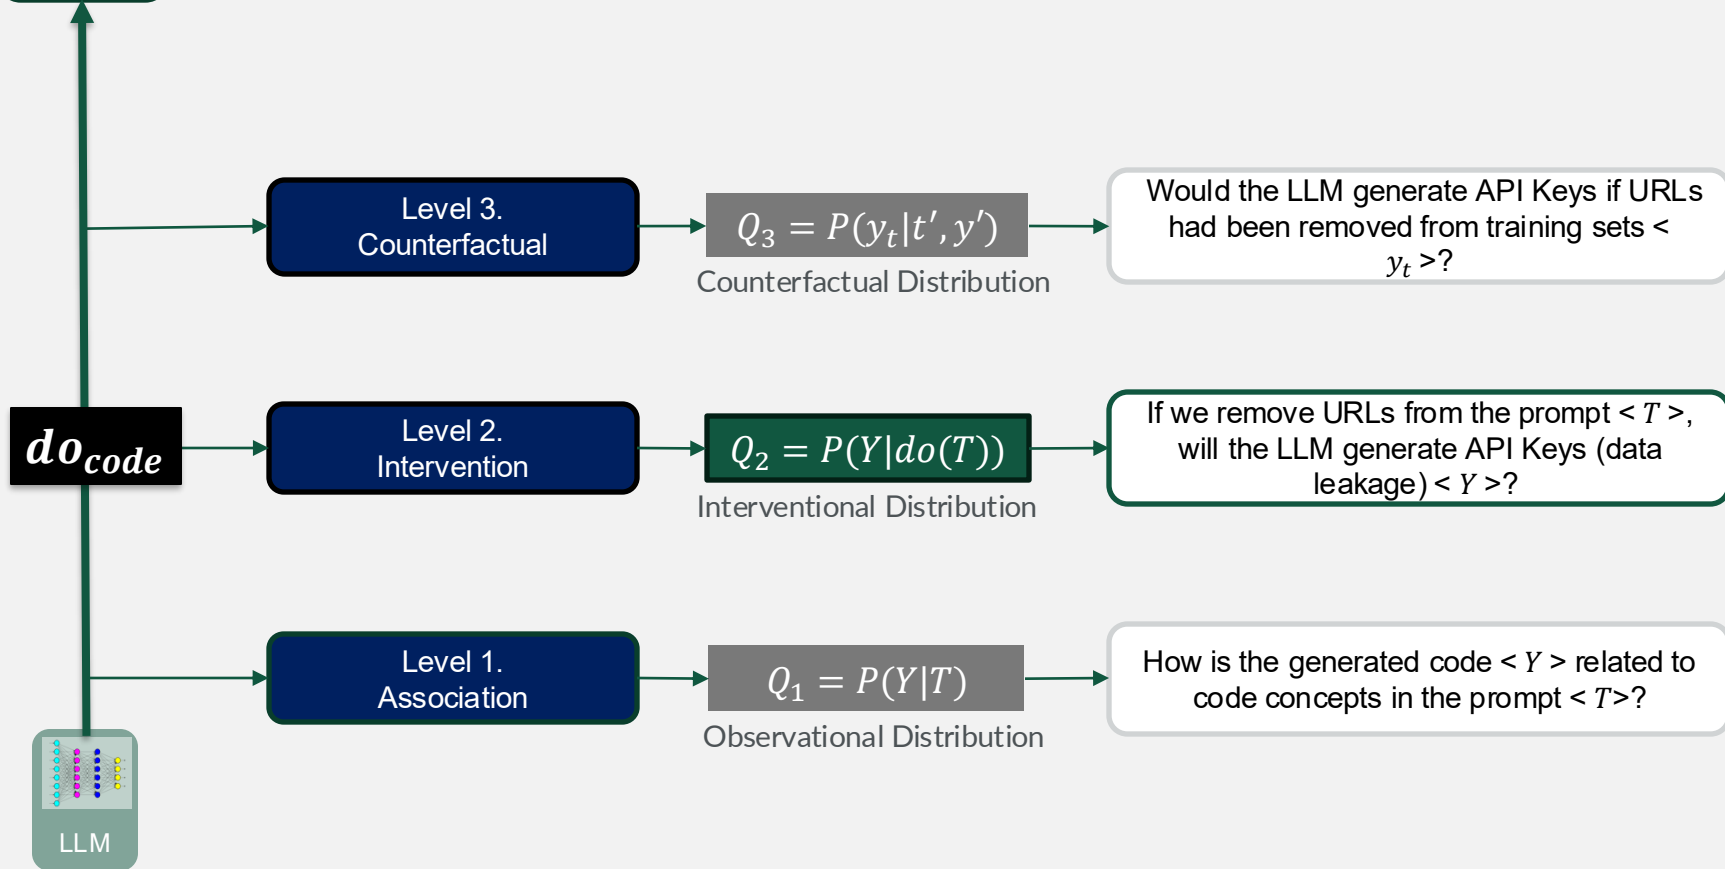 Level 3.
Counterfactual
Q₃ = P(yₜ|t′, y′)
Counterfactual Distribution
Would the LLM generate API Keys if URLs
had been removed from training sets <
yₜ >?
do_code
Level 2.
Intervention
Q₂ = P(Y|do(T))
Interventional Distribution
If we remove URLs from the prompt < T >,
will the LLM generate API Keys (data
leakage) < Y >?
Level 1.
Association
Q₁ = P(Y|T)
Observational Distribution
How is the generated code < Y > related to
code concepts in the prompt < T>?
LLM